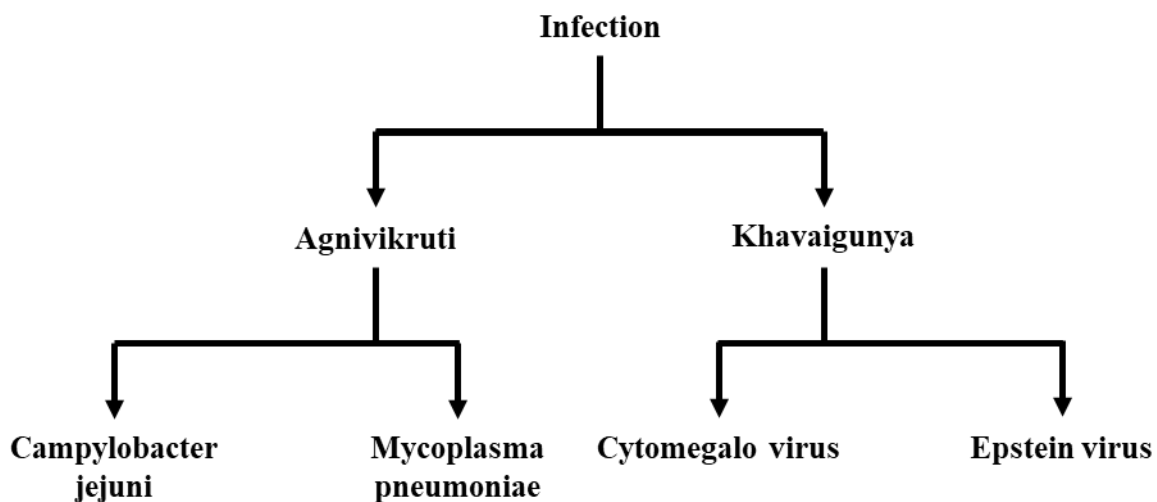 Infection
Agnivikruti
Khavaigunya
Campylobacter
jejuni
Mycoplasma
pneumoniae
Cytomegalo virus
Epstein virus